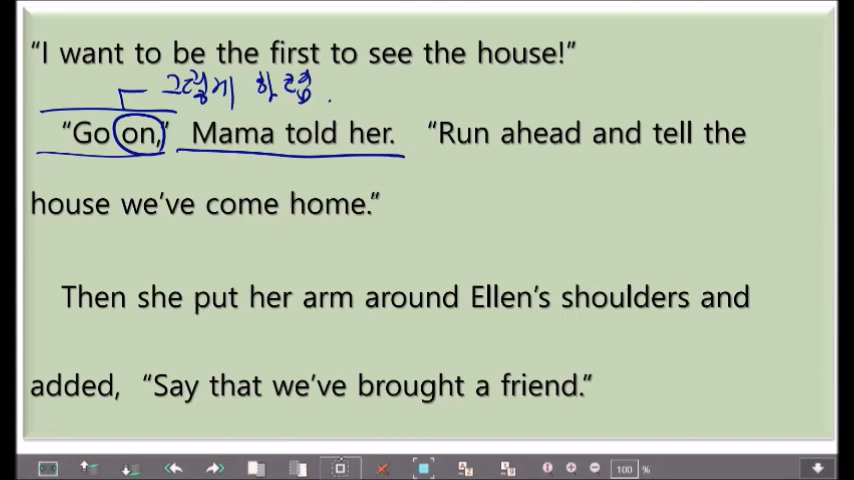 “I want to be the first to see the house!”
그렇게 하렴.
“Go on,” Mama told her. “Run ahead and tell the
house we’ve come home.”
Then she put her arm around Ellen’s shoulders and
added, “Say that we’ve brought a friend.”
100 %